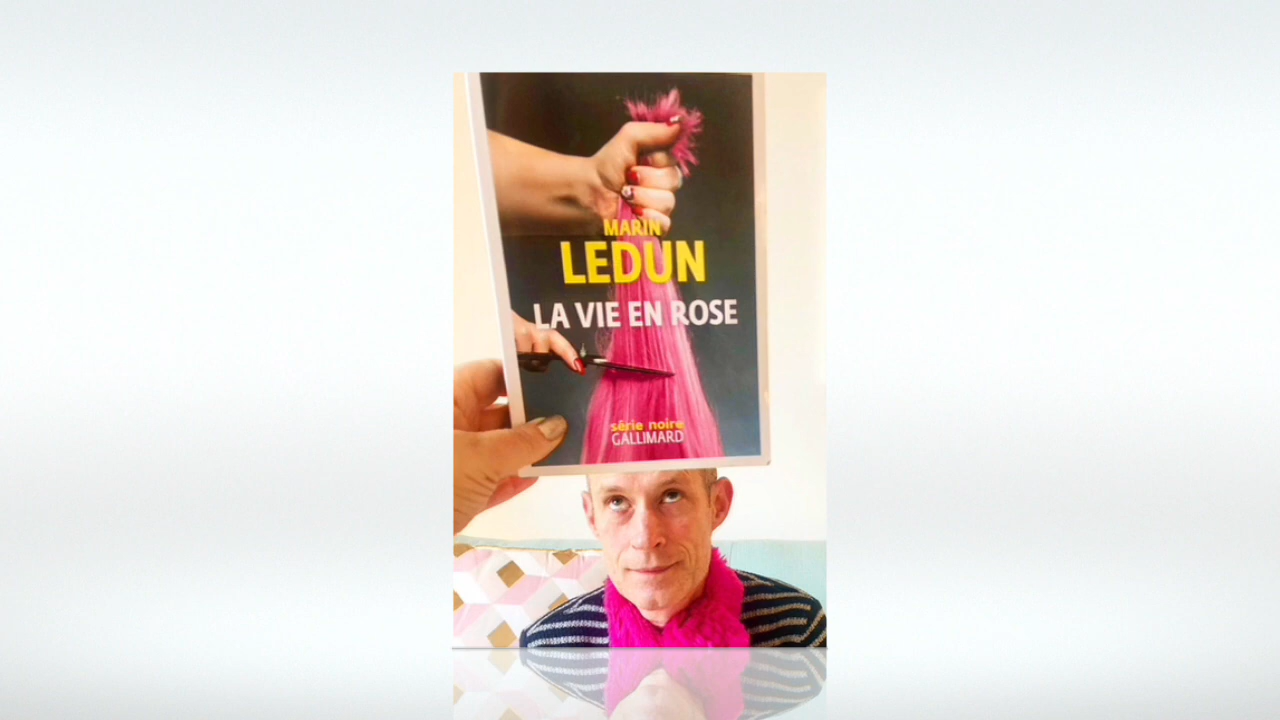 MARIN
LEDUN
LA VIE EN ROSE
série noire
GALLIMARD